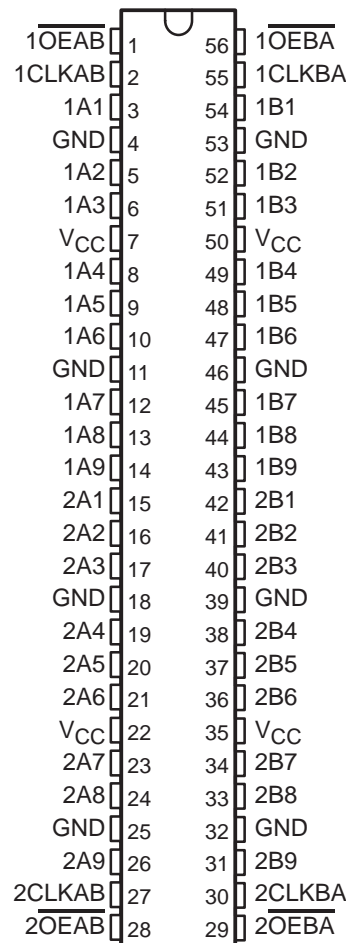 1OEAB 1 56 1OEBA
1CLKAB 2 55 1CLKBA
1A1 3 54 1B1
GND 4 53 GND
1A2 5 52 1B2
1A3 6 51 1B3
VCC 7 50 VCC
1A4 8 49 1B4
1A5 9 48 1B5
1A6 10 47 1B6
GND 11 46 GND
1A7 12 45 1B7
1A8 13 44 1B8
1A9 14 43 1B9
2A1 15 42 2B1
2A2 16 41 2B2
2A3 17 40 2B3
GND 18 39 GND
2A4 19 38 2B4
2A5 20 37 2B5
2A6 21 36 2B6
VCC 22 35 VCC
2A7 23 34 2B7
2A8 24 33 2B8
GND 25 32 GND
2A9 26 31 2B9
2CLKAB 27 30 2CLKBA
2OEAB 28 29 2OEBA